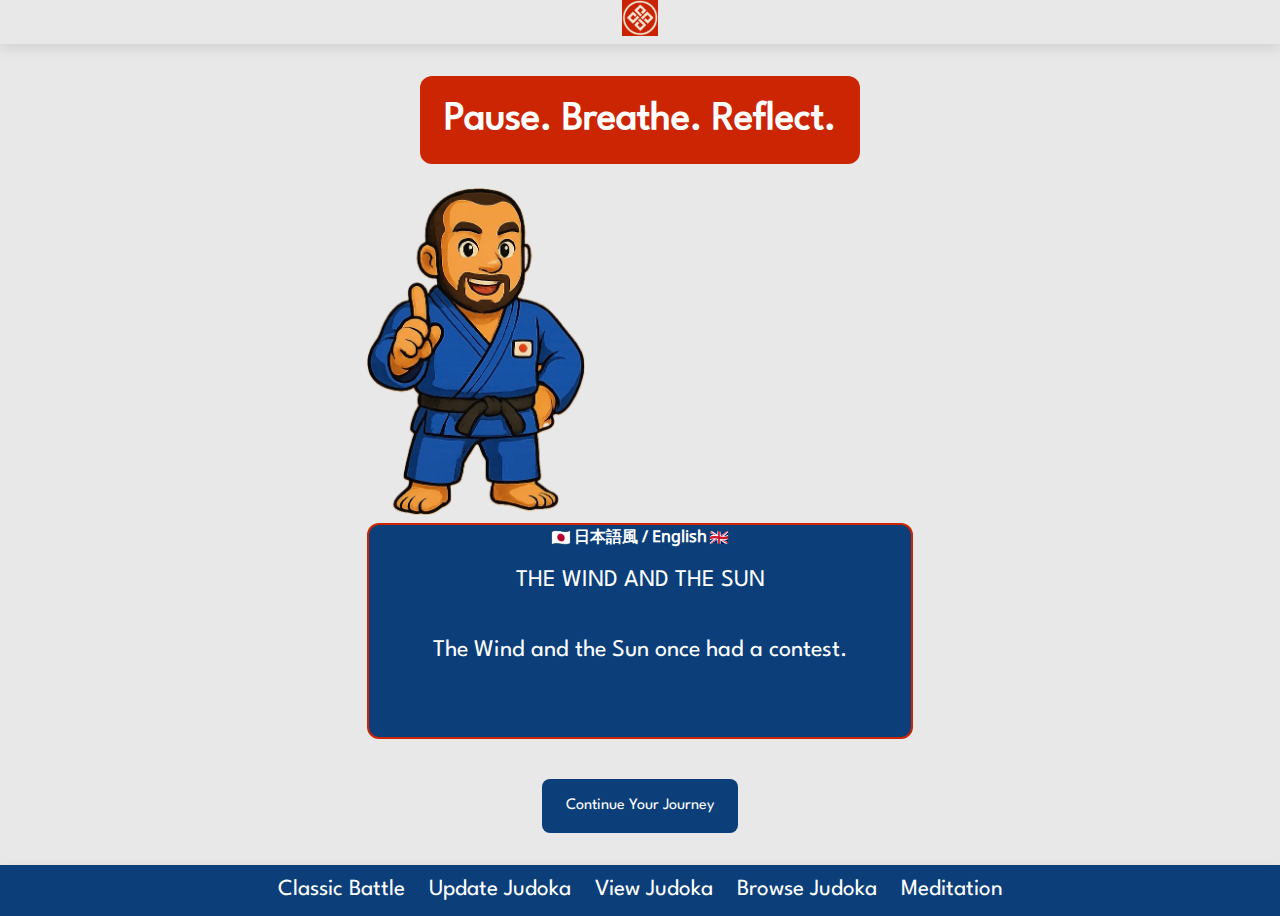 Pause. Breathe. Reflect.
🇯🇵 日本語風 / English 🇬🇧
THE WIND AND THE SUN
The Wind and the Sun once had a contest.
Continue Your Journey
Classic Battle Update Judoka View Judoka Browse Judoka Meditation